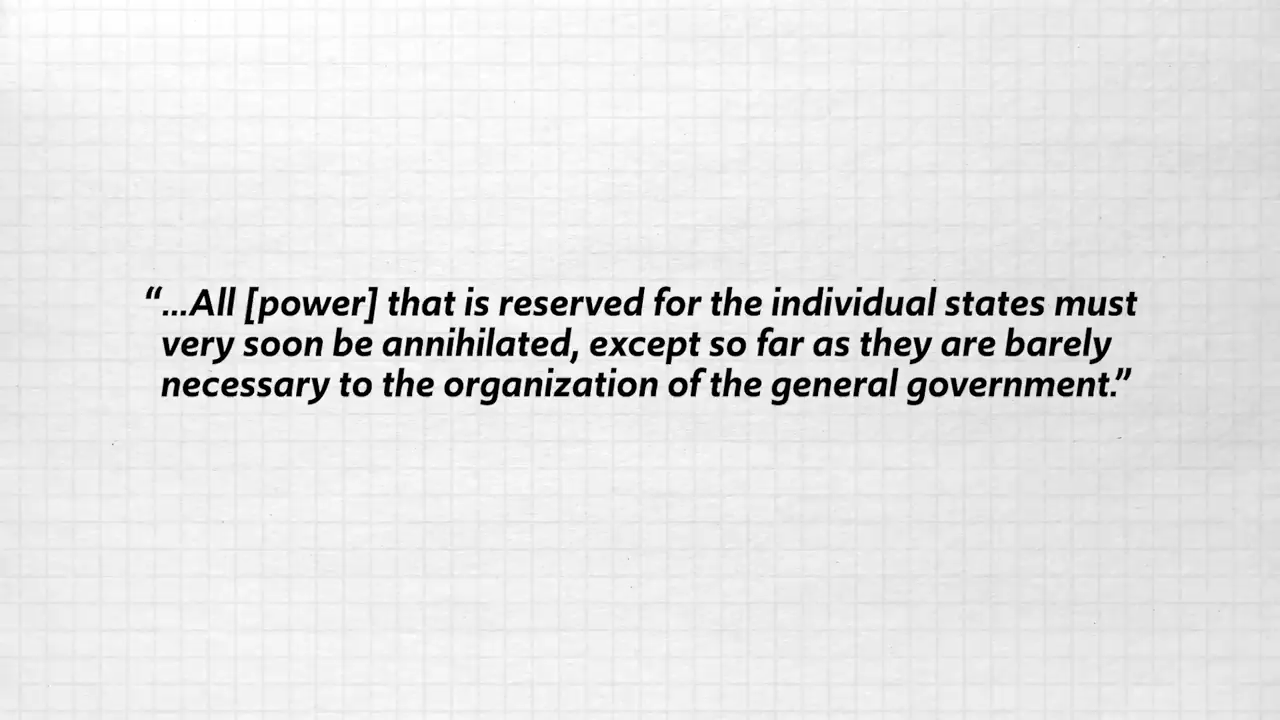 “...All [power] that is reserved for the individual states must
very soon be annihilated, except so far as they are barely
necessary to the organization of the general government.”